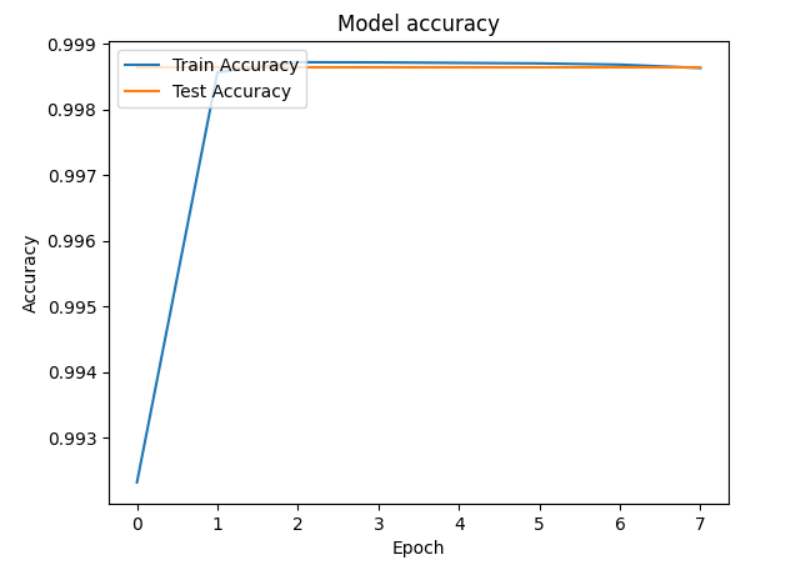 Model accuracy
0.999
0.998
0.997
0.996
0.995
0.994
0.993
Accuracy
Train Accuracy
Test Accuracy
0 1 2 3 4 5 6 7
Epoch